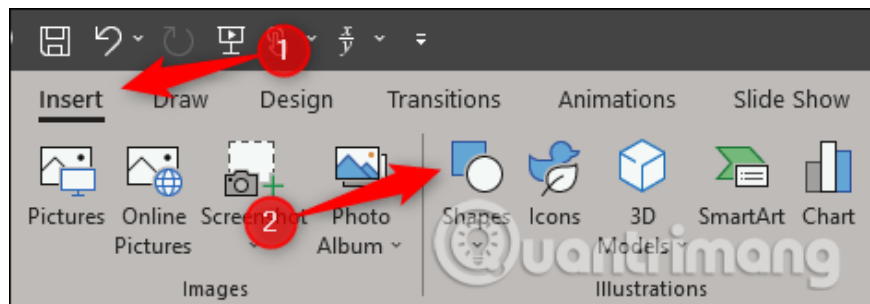 x
y
1
Insert Draw Design Transitions Animations Slide Show
Pictures Online Screenshot Photo Shapes Icons 3D SmartArt Chart
Pictures Album Models
2
Images Illustrations
Quantrimang